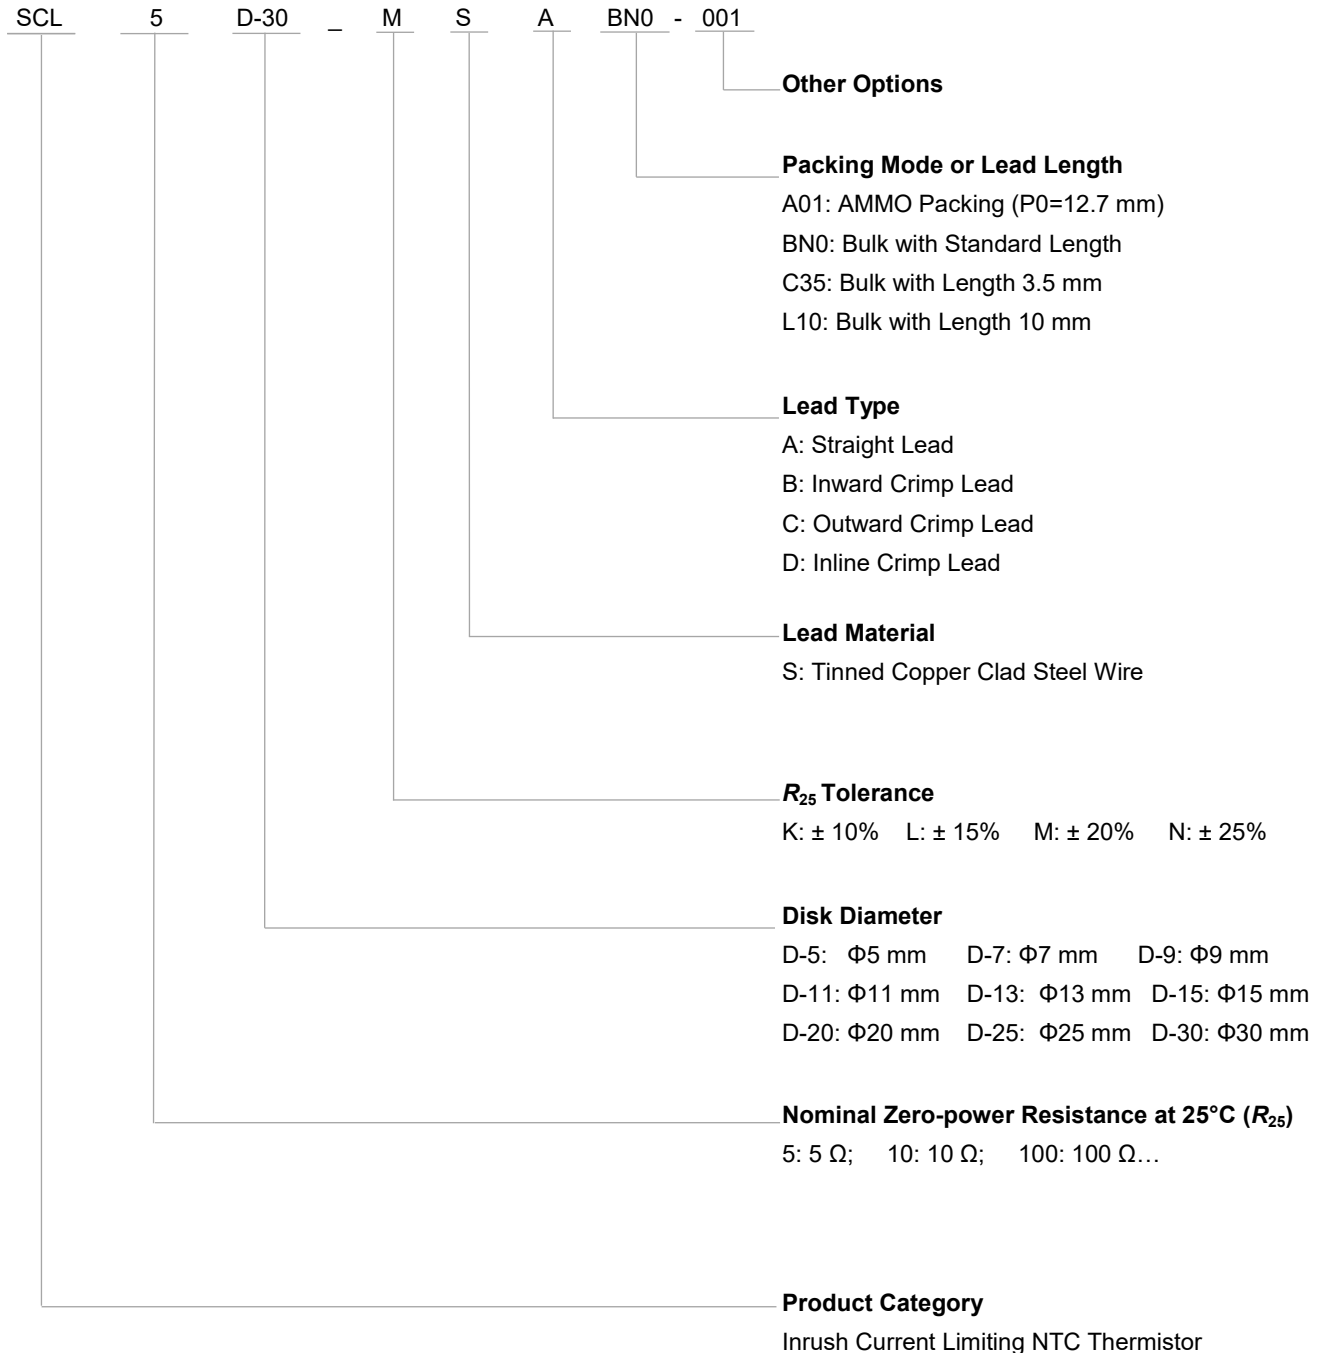 SCL 5 D-30 _ M S A BN0 - 001
Other Options
Packing Mode or Lead Length
A01: AMMO Packing (P0=12.7 mm)
BN0: Bulk with Standard Length
C35: Bulk with Length 3.5 mm
L10: Bulk with Length 10 mm
Lead Type
A: Straight Lead
B: Inward Crimp Lead
C: Outward Crimp Lead
D: Inline Crimp Lead
Lead Material
S: Tinned Copper Clad Steel Wire
R25 Tolerance
K: ± 10% L: ± 15% M: ± 20% N: ± 25%
Disk Diameter
D-5: Φ5 mm D-7: Φ7 mm D-9: Φ9 mm
D-11: Φ11 mm D-13: Φ13 mm D-15: Φ15 mm
D-20: Φ20 mm D-25: Φ25 mm D-30: Φ30 mm
Nominal Zero-power Resistance at 25°C (R25)
5: 5 Ω; 10: 10 Ω; 100: 100 Ω…
Product Category
Inrush Current Limiting NTC Thermistor